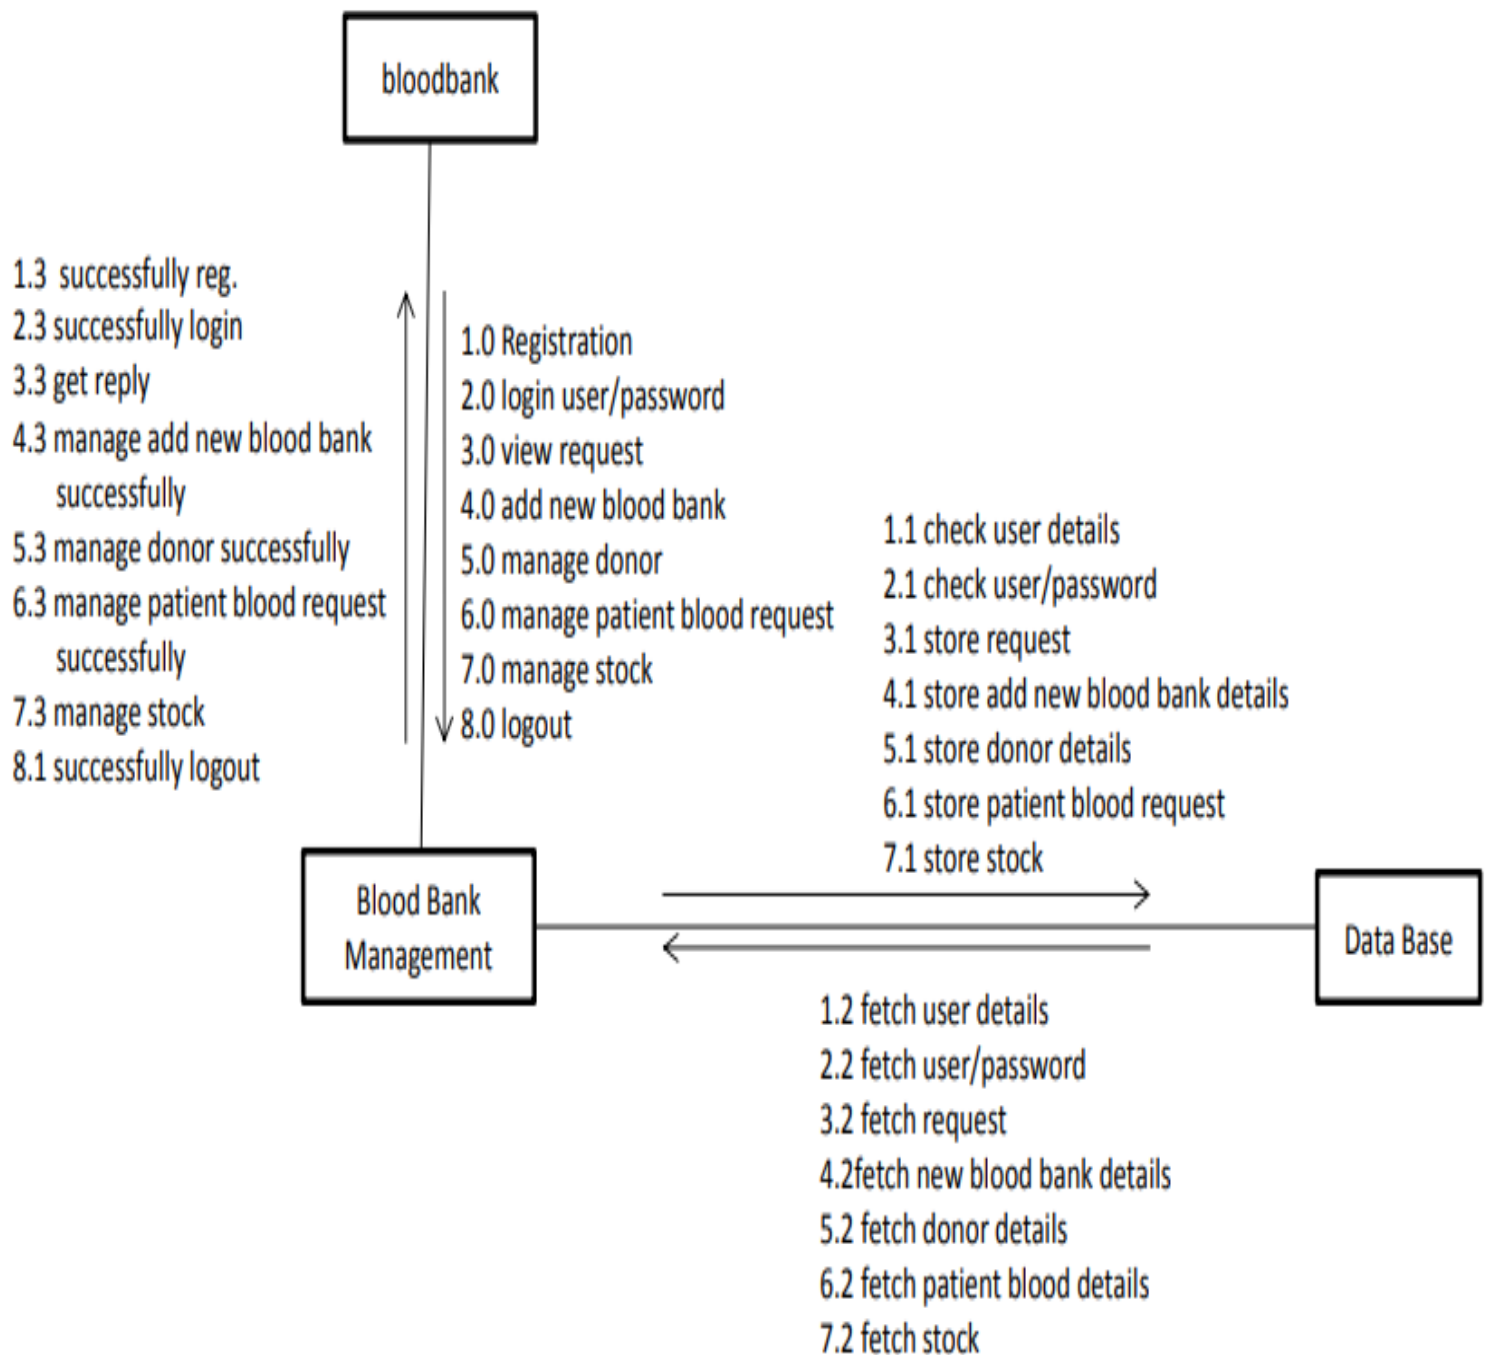 bloodbank
1.3 successfully reg.
2.3 successfully login
3.3 get reply
4.3 manage add new blood bank
successfully
5.3 manage donor successfully
6.3 manage patient blood request
successfully
7.3 manage stock
8.1 successfully logout
1.0 Registration
2.0 login user/password
3.0 view request
4.0 add new blood bank
5.0 manage donor
6.0 manage patient blood request
7.0 manage stock
8.0 logout
1.1 check user details
2.1 check user/password
3.1 store request
4.1 store add new blood bank details
5.1 store donor details
6.1 store patient blood request
7.1 store stock
Blood Bank
Management
Data Base
1.2 fetch user details
2.2 fetch user/password
3.2 fetch request
4.2fetch new blood bank details
5.2 fetch donor details
6.2 fetch patient blood details
7.2 fetch stock